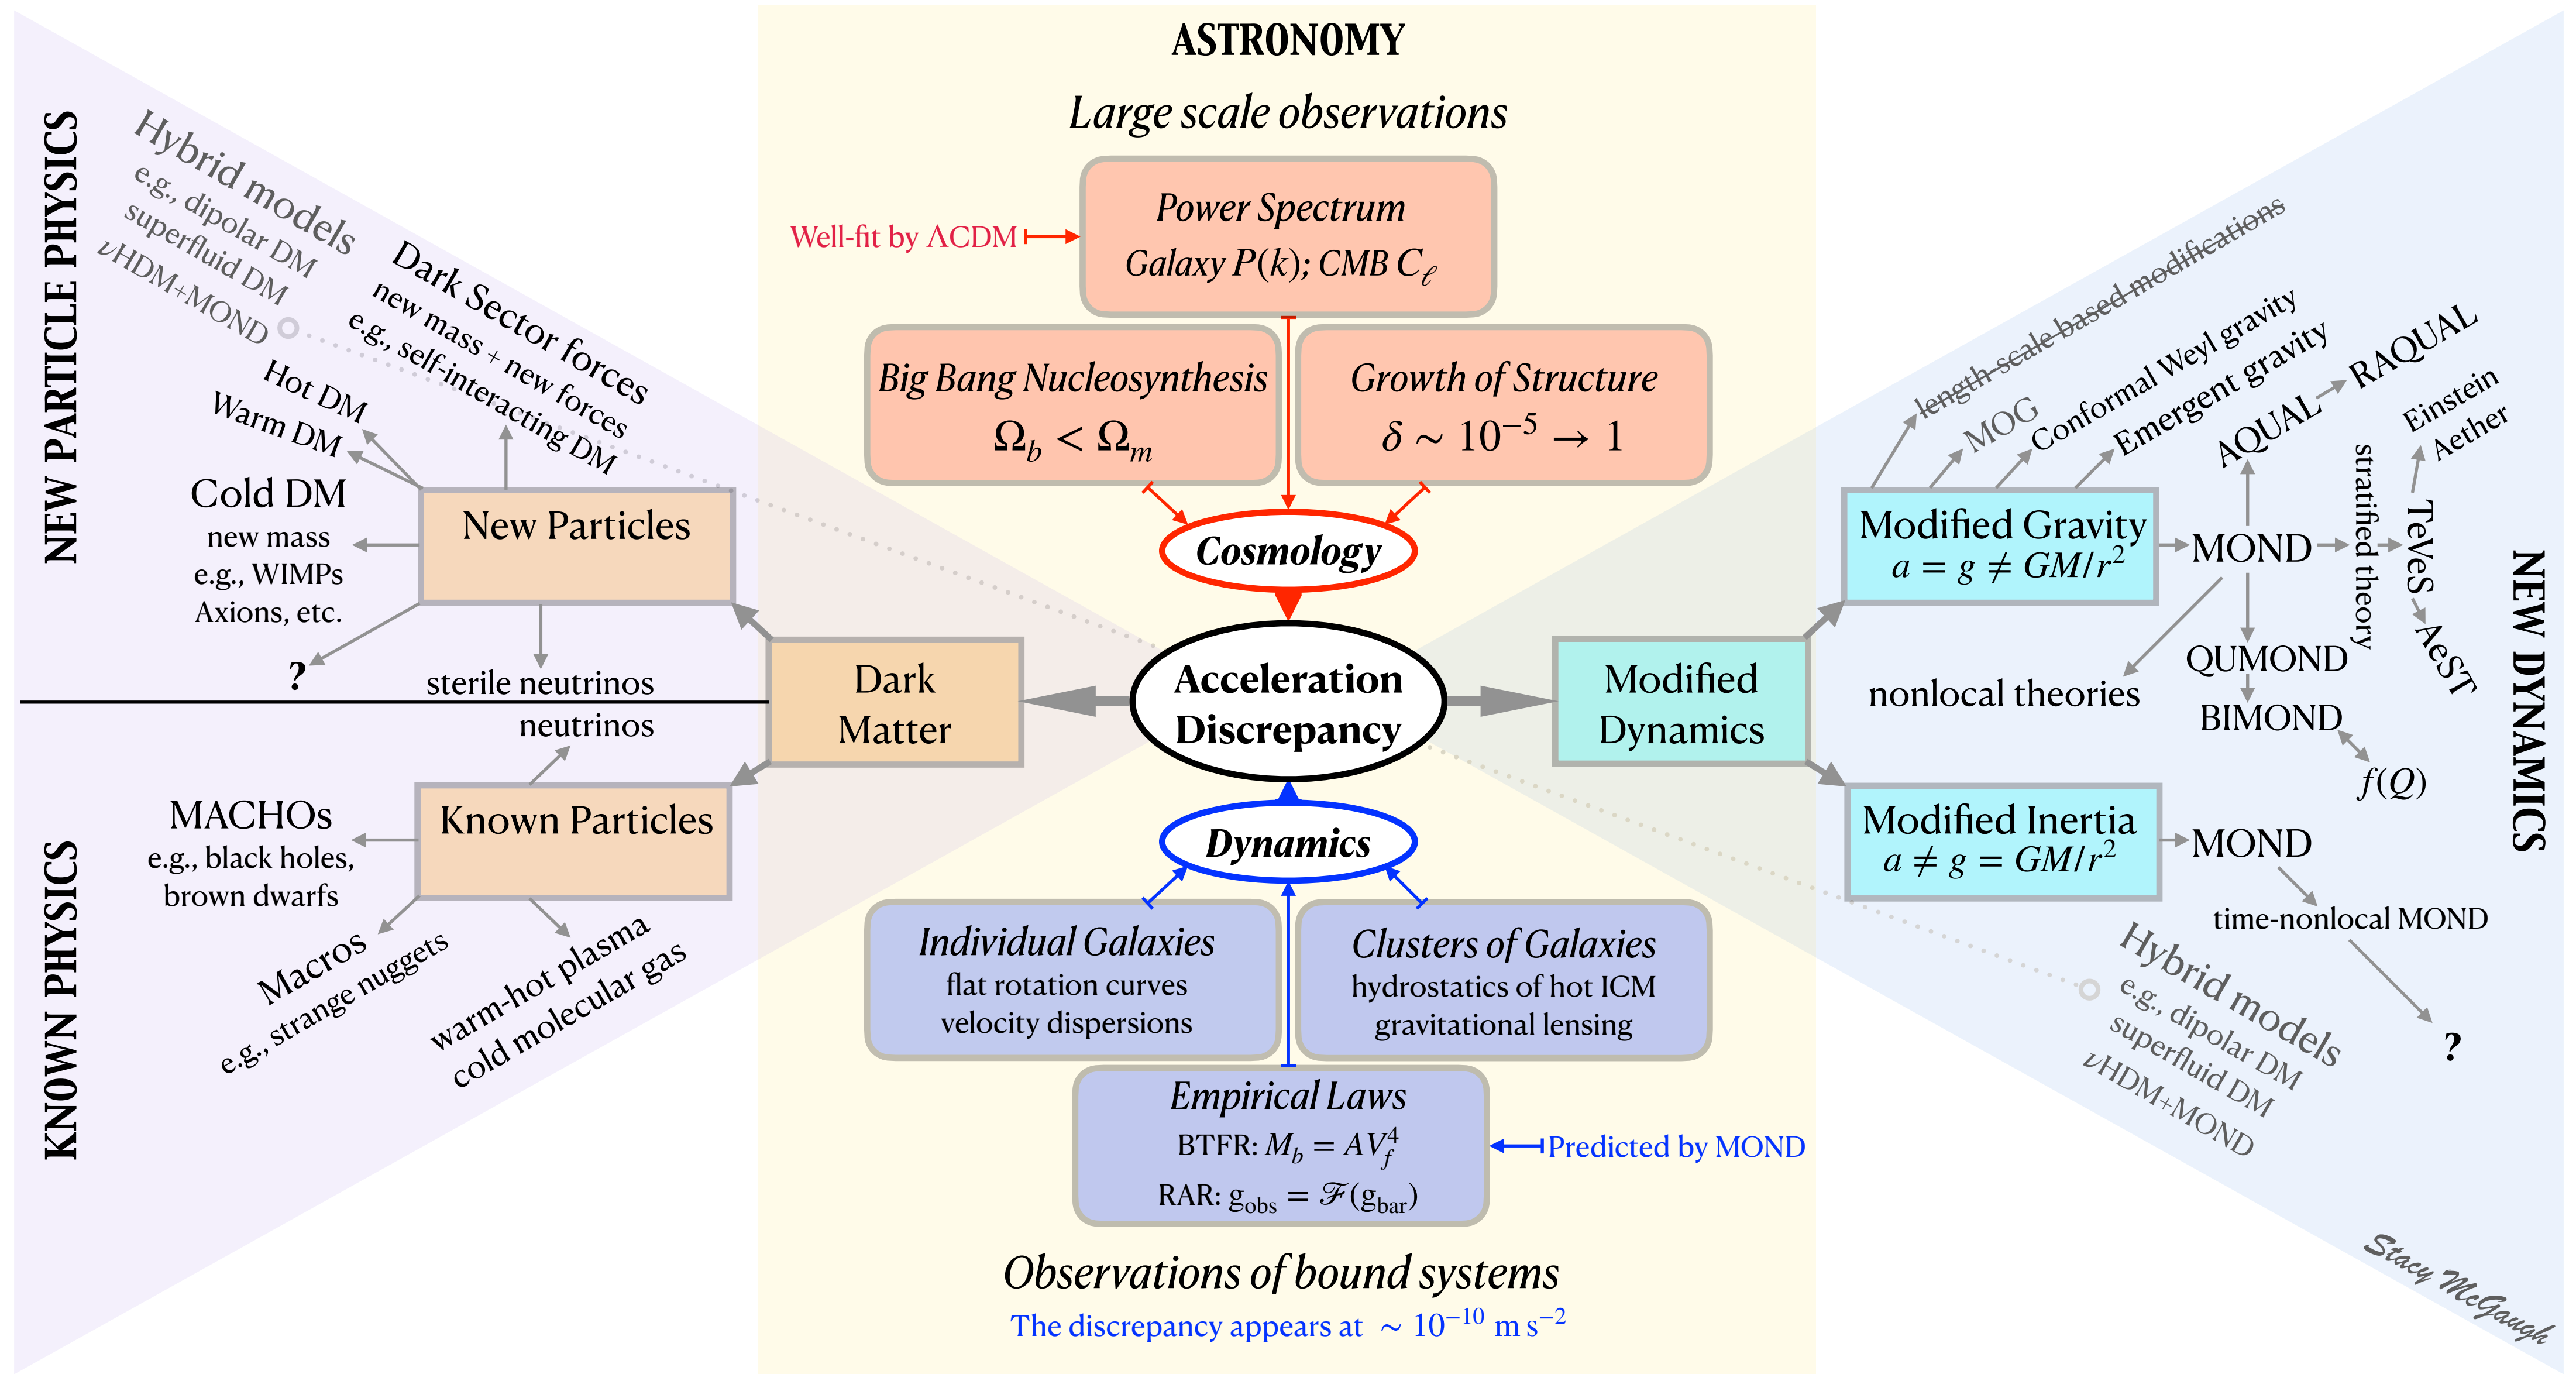 ASTRONOMY
Large scale observations
Power Spectrum
Galaxy P(k); CMB Cℓ
Well-fit by ΛCDM
Big Bang Nucleosynthesis
Ω_b < Ω_m
Growth of Structure
δ ∼ 10⁻⁵ → 1
Cosmology
Acceleration
Discrepancy
Dynamics
Individual Galaxies
flat rotation curves
velocity dispersions
Clusters of Galaxies
hydrostatics of hot ICM
gravitational lensing
Empirical Laws
BTFR: M_b = AV_f^4
RAR: g_obs = ℱ(g_bar)
Predicted by MOND
Observations of bound systems
The discrepancy appears at ∼ 10⁻¹⁰ m s⁻²
NEW PARTICLE PHYSICS
Hybrid models
e.g., dipolar DM
superfluid DM
νHDM+MOND
Dark Sector forces
new mass + new forces
e.g., self-interacting DM
Hot DM
Warm DM
Cold DM
new mass
e.g., WIMPs
Axions, etc.
?
New Particles
sterile neutrinos
Dark
Matter
KNOWN PHYSICS
neutrinos
Known Particles
MACHOs
e.g., black holes,
brown dwarfs
Macros
e.g., strange nuggets
warm-hot plasma
cold molecular gas
NEW DYNAMICS
Modified
Dynamics
Modified Gravity
a = g ≠ GM/r²
length-scale based modifications
MOG
Conformal Weyl gravity
Emergent gravity
MOND
AQUAL
RAQUAL
stratified theory
TeVeS
Einstein
Aether
AeST
nonlocal theories
QUMOND
BIMOND
f(Q)
Modified Inertia
a ≠ g = GM/r²
MOND
time-nonlocal MOND
?
Hybrid models
e.g., dipolar DM
superfluid DM
νHDM+MOND
Stacy McGaugh